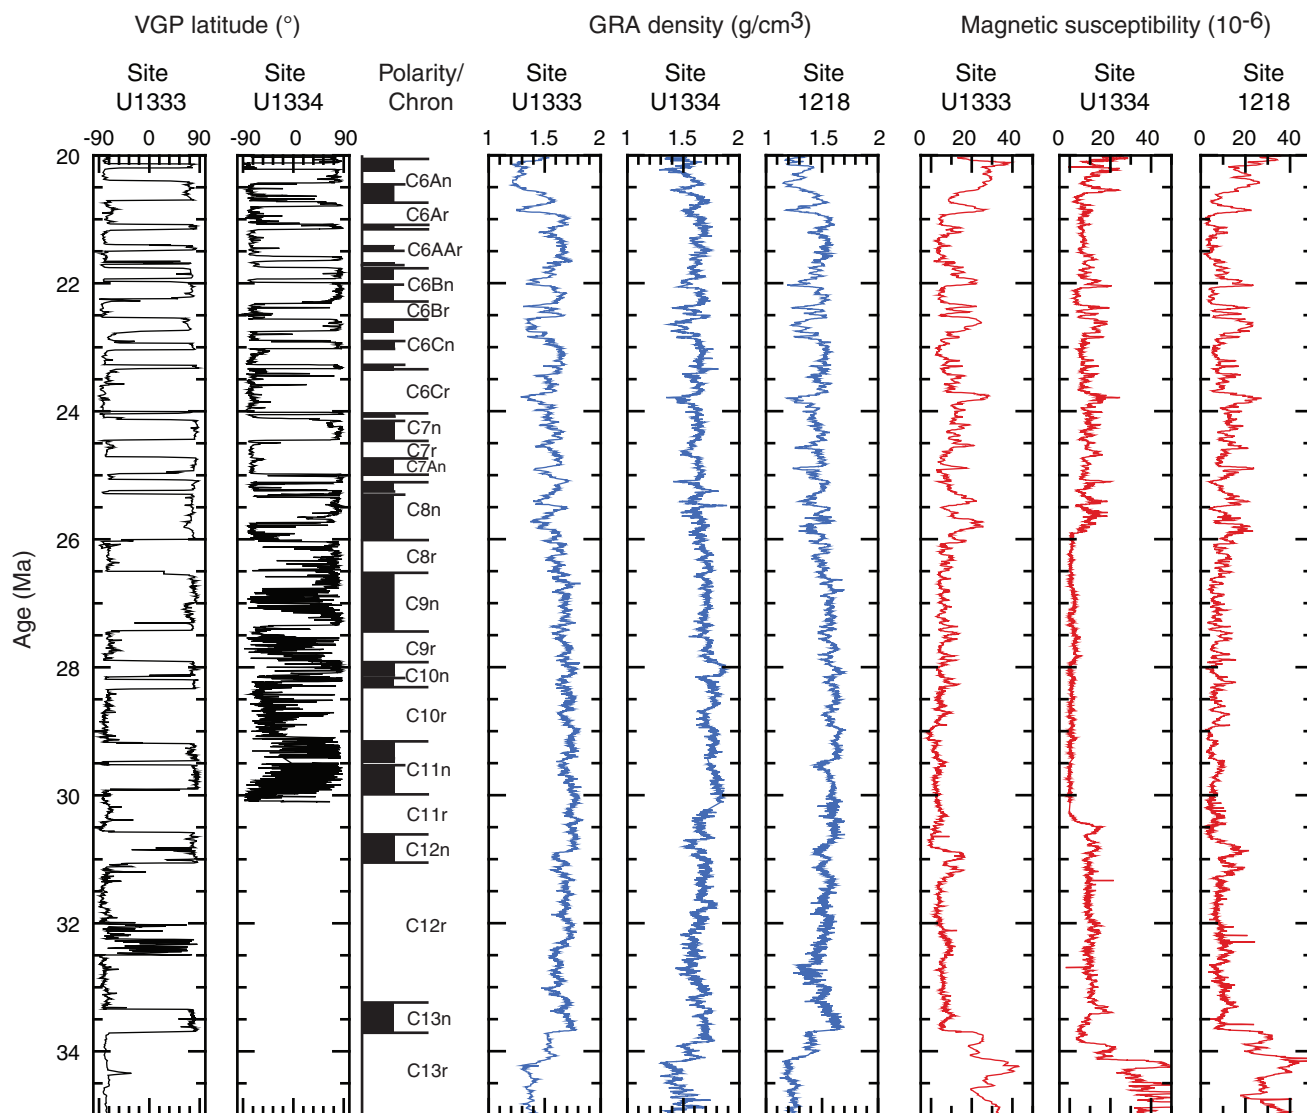 VGP latitude (°) GRA density (g/cm3) Magnetic susceptibility (10-6)
Site Site Polarity/ Site Site Site Site Site Site
U1333 U1334 Chron U1333 U1334 1218 U1333 U1334 1218
-90 0 90 -90 0 90 1 1.5 2 1 1.5 2 1 1.5 2 0 20 40 0 20 40 0 20 40
20
C6An
C6Ar
C6AAr
22
C6Bn
C6Br
C6Cn
C6Cr
24
C7n
C7r
C7An
C8n
26
C8r
C9n
Age (Ma)
C9r
28
C10n
C10r
C11n
30
C11r
C12n
32
C12r
C13n
34
C13r